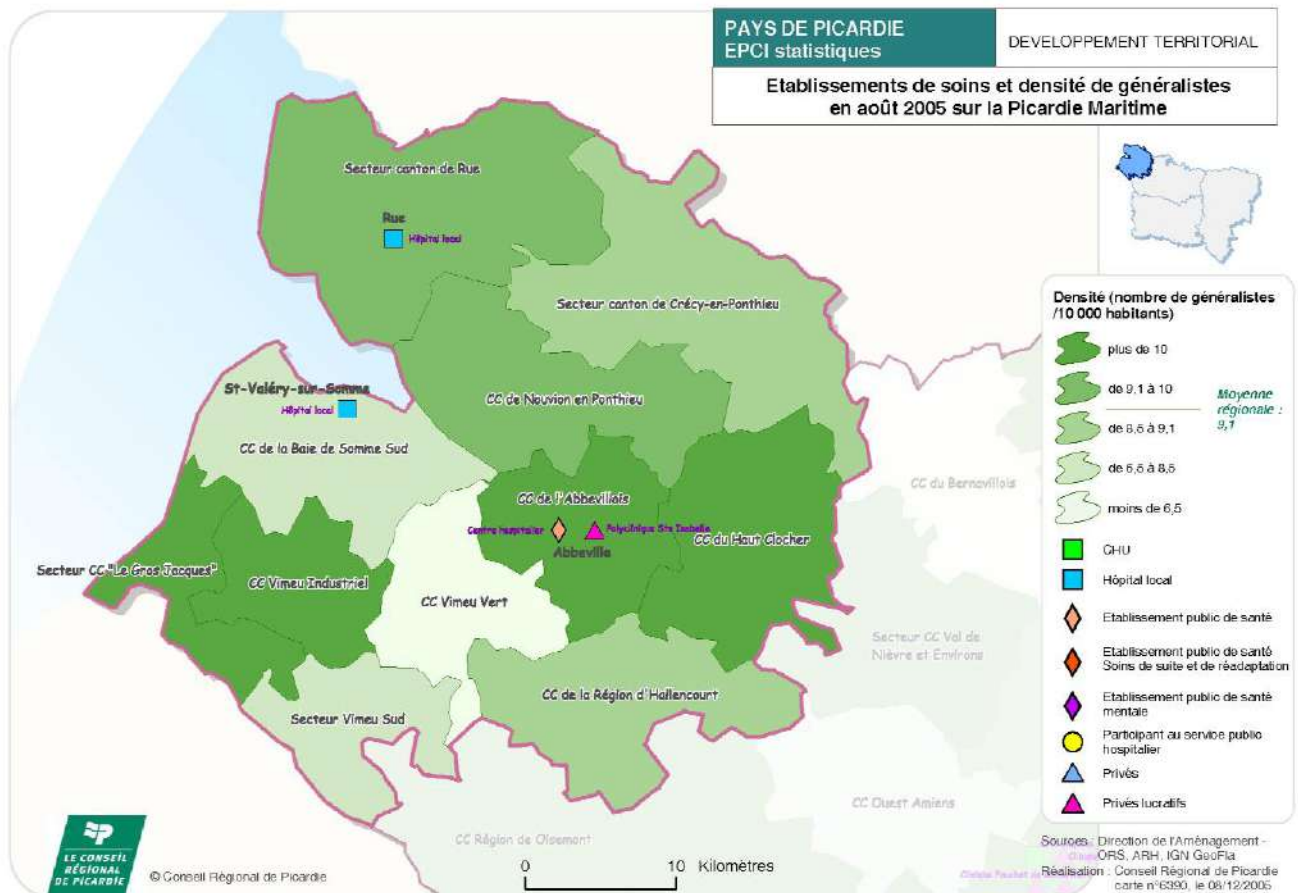 PAYS DE PICARDIE
EPCI statistiques
DEVELOPPEMENT TERRITORIAL
Etablissements de soins et densité de généralistes
en août 2005 sur la Picardie Maritime
Secteur canton de Rue
Rue
Hôpital local
Secteur canton de Crécy-en-Ponthieu
St-Valéry-sur-Somme
Hôpital local
CC de Nouvion en Ponthieu
CC de la Baie de Somme Sud
CC de l'Abbevillois
Centre hospitalier
Polyclinique Ste Isabelle
Abbeville
CC du Haut Clocher
CC du Bernavillois
Secteur CC "Le Gros Jacques"
CC Vimeu Industriel
CC Vimeu Vert
Secteur CC Val de
Nièvre et Environs
CC de la Région d'Hallencourt
Secteur Vimeu Sud
CC Ouest Amiens
CC Région de Oisemont
Densité (nombre de généralistes
/10 000 habitants)
plus de 10
de 9,1 à 10
Moyenne
régionale :
9,1
de 8,5 à 9,1
de 6,5 à 8,5
moins de 6,5
CHU
Hôpital local
Etablissement public de santé
Etablissement public de santé
Soins de suite et de réadaptation
Etablissement public de santé
mentale
Participant au service public
hospitalier
Privés
Privés lucratifs
LE CONSEIL
RÉGIONAL
DE PICARDIE
© Conseil Régional de Picardie
0 10 Kilomètres
Sources : Direction de l'Aménagement -
ORS, ARH, IGN GeoFla
Réalisation : Conseil Régional de Picardie
carte n°6390, le 08/12/2005